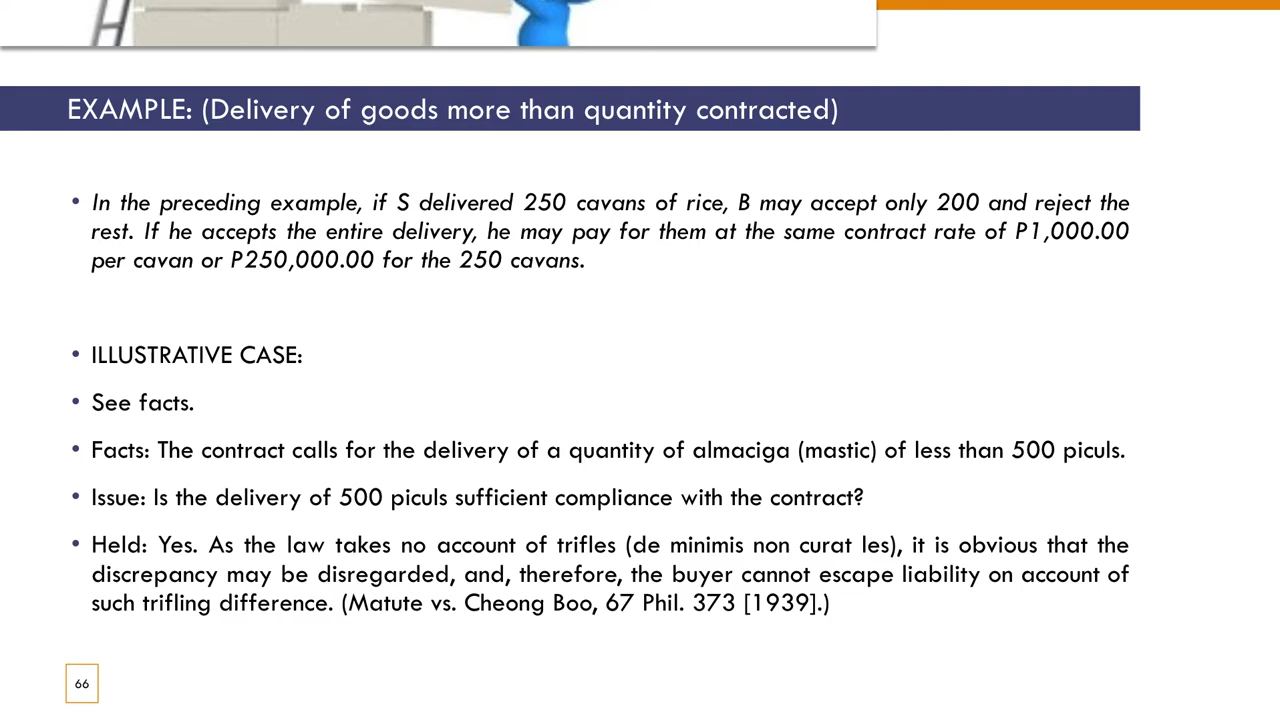 EXAMPLE: (Delivery of goods more than quantity contracted)
• In the preceding example, if S delivered 250 cavans of rice, B may accept only 200 and reject the
rest. If he accepts the entire delivery, he may pay for them at the same contract rate of P1,000.00
per cavan or P250,000.00 for the 250 cavans.
• ILLUSTRATIVE CASE:
• See facts.
• Facts: The contract calls for the delivery of a quantity of almaciga (mastic) of less than 500 piculs.
• Issue: Is the delivery of 500 piculs sufficient compliance with the contract?
• Held: Yes. As the law takes no account of trifles (de minimis non curat les), it is obvious that the
discrepancy may be disregarded, and, therefore, the buyer cannot escape liability on account of
such trifling difference. (Matute vs. Cheong Boo, 67 Phil. 373 [1939].)
66